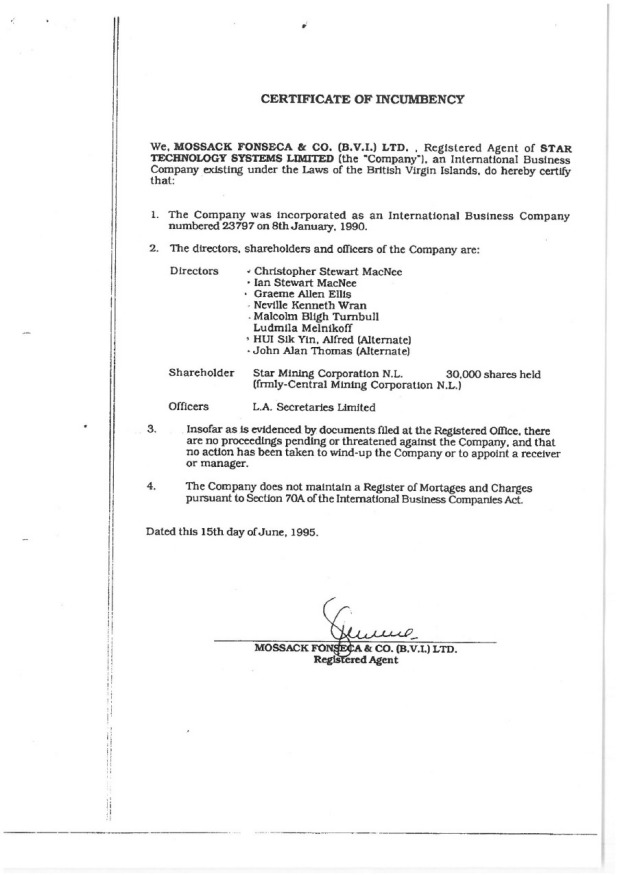 CERTIFICATE OF INCUMBENCY
We, MOSSACK FONSECA & CO. (B.V.I.) LTD. , Registered Agent of STAR
TECHNOLOGY SYSTEMS LIMITED (the "Company"), an International Business
Company existing under the Laws of the British Virgin Islands, do hereby certify
that:
1. The Company was incorporated as an International Business Company
numbered 23797 on 8th January, 1990.
2. The directors, shareholders and officers of the Company are:
Directors Christopher Stewart MacNee
Ian Stewart MacNee
Graeme Allen Ellis
Neville Kenneth Wran
Malcolm Bligh Turnbull
Ludmila Melnikoff
HUI Sik Yin, Alfred (Alternate)
John Alan Thomas (Alternate)
Shareholder Star Mining Corporation N.L. 30,000 shares held
(frmly-Central Mining Corporation N.L.)
Officers L.A. Secretaries Limited
3. Insofar as is evidenced by documents filed at the Registered Office, there
are no proceedings pending or threatened against the Company, and that
no action has been taken to wind-up the Company or to appoint a receiver
or manager.
4. The Company does not maintain a Register of Mortages and Charges
pursuant to Section 70A of the International Business Companies Act.
Dated this 15th day of June, 1995.
MOSSACK FONSECA & CO. (B.V.I.) LTD.
Registered Agent